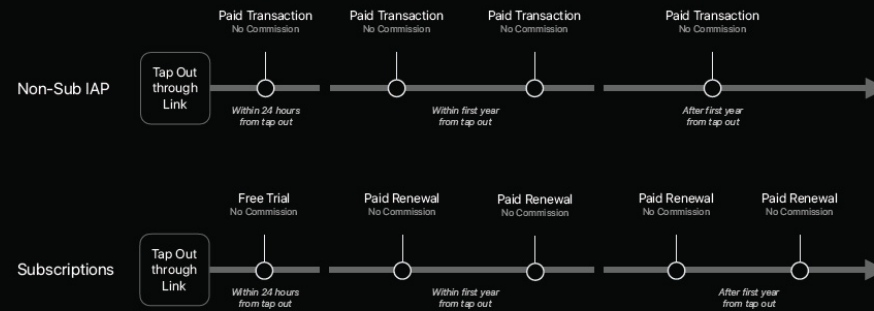 Paid Transaction
No Commission
Paid Transaction
No Commission
Paid Transaction
No Commission
Paid Transaction
No Commission
Non-Sub IAP
Tap Out
through
Link
Within 24 hours
from tap out
Within first year
from tap out
After first year
from tap out
Free Trial
No Commission
Paid Renewal
No Commission
Paid Renewal
No Commission
Paid Renewal
No Commission
Paid Renewal
No Commission
Subscriptions
Tap Out
through
Link
Within 24 hours
from tap out
Within first year
from tap out
After first year
from tap out